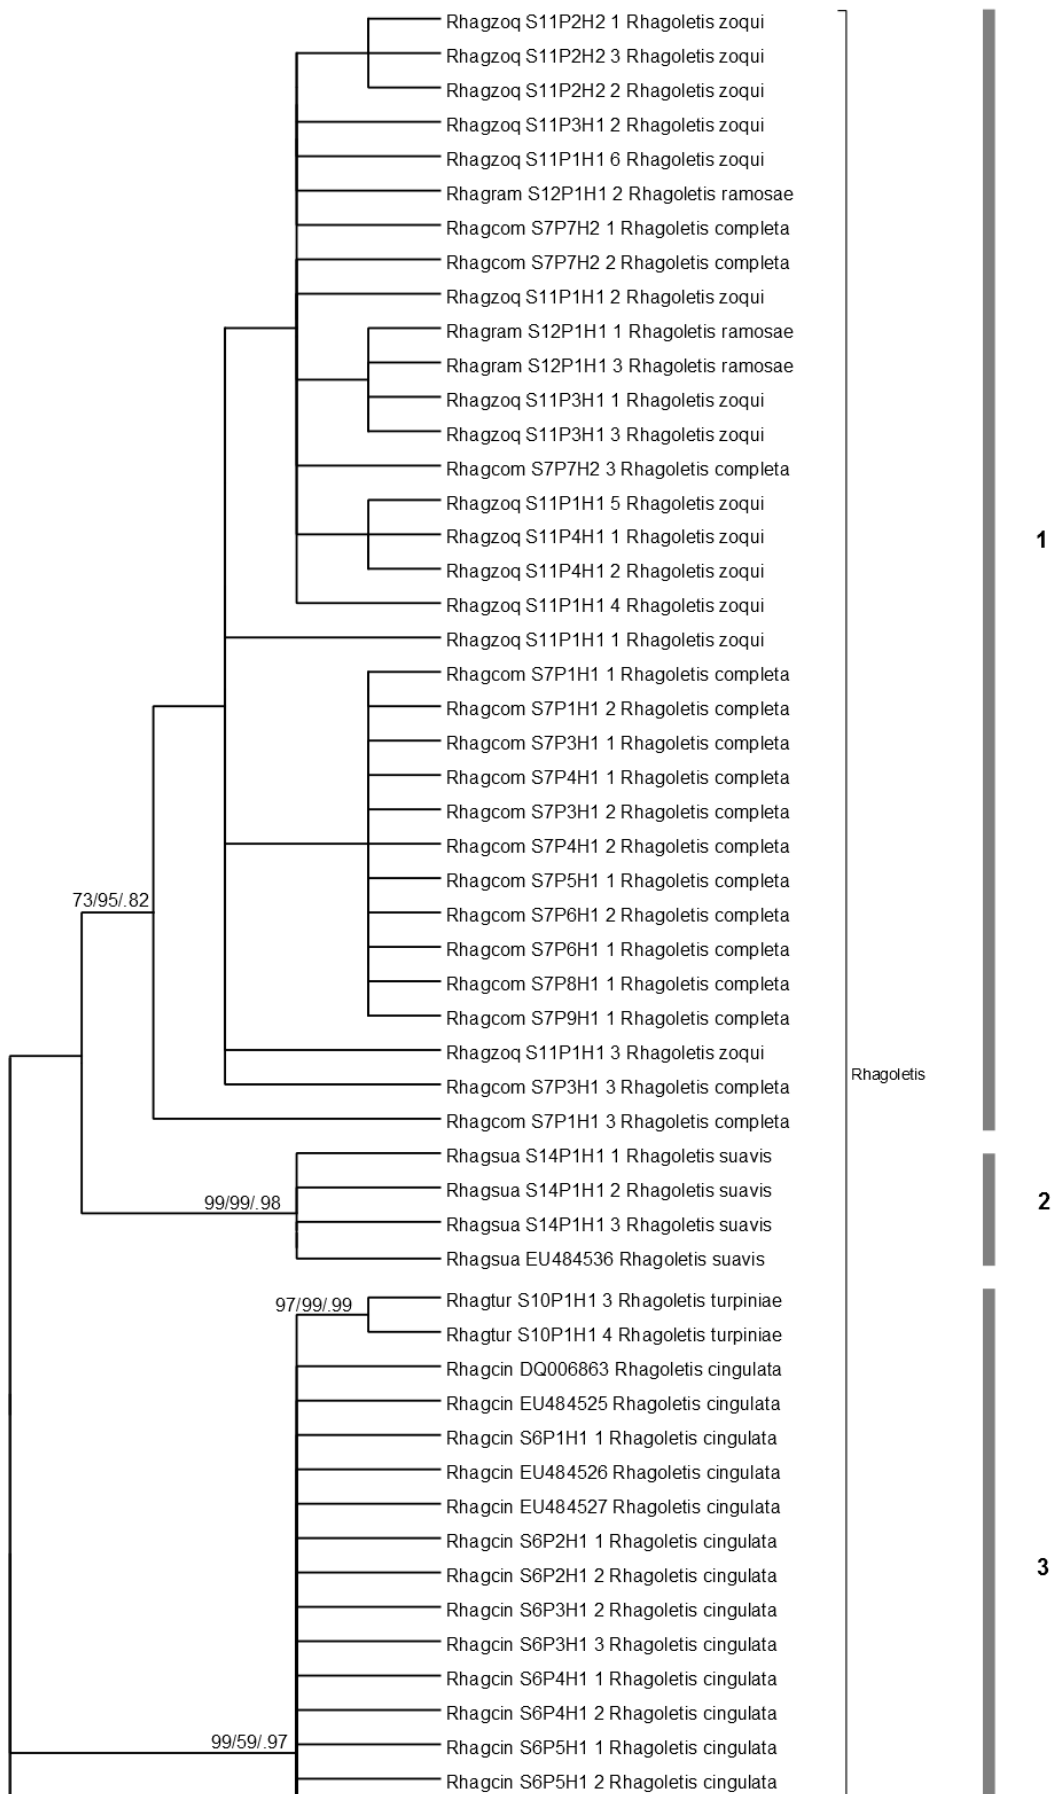 Rhagzoq S11P2H2 1 Rhagoletis zoqui
Rhagzoq S11P2H2 3 Rhagoletis zoqui
Rhagzoq S11P2H2 2 Rhagoletis zoqui
Rhagzoq S11P3H1 2 Rhagoletis zoqui
Rhagzoq S11P1H1 6 Rhagoletis zoqui
Rhagram S12P1H1 2 Rhagoletis ramosae
Rhagcom S7P7H2 1 Rhagoletis completa
Rhagcom S7P7H2 2 Rhagoletis completa
Rhagzoq S11P1H1 2 Rhagoletis zoqui
Rhagram S12P1H1 1 Rhagoletis ramosae
Rhagram S12P1H1 3 Rhagoletis ramosae
Rhagzoq S11P3H1 1 Rhagoletis zoqui
Rhagzoq S11P3H1 3 Rhagoletis zoqui
Rhagcom S7P7H2 3 Rhagoletis completa
Rhagzoq S11P1H1 5 Rhagoletis zoqui
Rhagzoq S11P4H1 1 Rhagoletis zoqui
1
Rhagzoq S11P4H1 2 Rhagoletis zoqui
Rhagzoq S11P1H1 4 Rhagoletis zoqui
Rhagzoq S11P1H1 1 Rhagoletis zoqui
Rhagcom S7P1H1 1 Rhagoletis completa
Rhagcom S7P1H1 2 Rhagoletis completa
Rhagcom S7P3H1 1 Rhagoletis completa
Rhagcom S7P4H1 1 Rhagoletis completa
Rhagcom S7P3H1 2 Rhagoletis completa
Rhagcom S7P4H1 2 Rhagoletis completa
Rhagcom S7P5H1 1 Rhagoletis completa
73/95/.82
Rhagcom S7P6H1 2 Rhagoletis completa
Rhagcom S7P6H1 1 Rhagoletis completa
Rhagcom S7P8H1 1 Rhagoletis completa
Rhagcom S7P9H1 1 Rhagoletis completa
Rhagzoq S11P1H1 3 Rhagoletis zoqui
Rhagoletis
Rhagcom S7P3H1 3 Rhagoletis completa
Rhagcom S7P1H1 3 Rhagoletis completa
Rhagsua S14P1H1 1 Rhagoletis suavis
Rhagsua S14P1H1 2 Rhagoletis suavis
99/99/.98
2
Rhagsua S14P1H1 3 Rhagoletis suavis
Rhagsua EU484536 Rhagoletis suavis
97/99/.99
Rhagtur S10P1H1 3 Rhagoletis turpiniae
Rhagtur S10P1H1 4 Rhagoletis turpiniae
Rhagcin DQ006863 Rhagoletis cingulata
Rhagcin EU484525 Rhagoletis cingulata
Rhagcin S6P1H1 1 Rhagoletis cingulata
Rhagcin EU484526 Rhagoletis cingulata
Rhagcin EU484527 Rhagoletis cingulata
Rhagcin S6P2H1 1 Rhagoletis cingulata
3
Rhagcin S6P2H1 2 Rhagoletis cingulata
Rhagcin S6P3H1 2 Rhagoletis cingulata
Rhagcin S6P3H1 3 Rhagoletis cingulata
Rhagcin S6P4H1 1 Rhagoletis cingulata
Rhagcin S6P4H1 2 Rhagoletis cingulata
99/59/.97
Rhagcin S6P5H1 1 Rhagoletis cingulata
Rhagcin S6P5H1 2 Rhagoletis cingulata